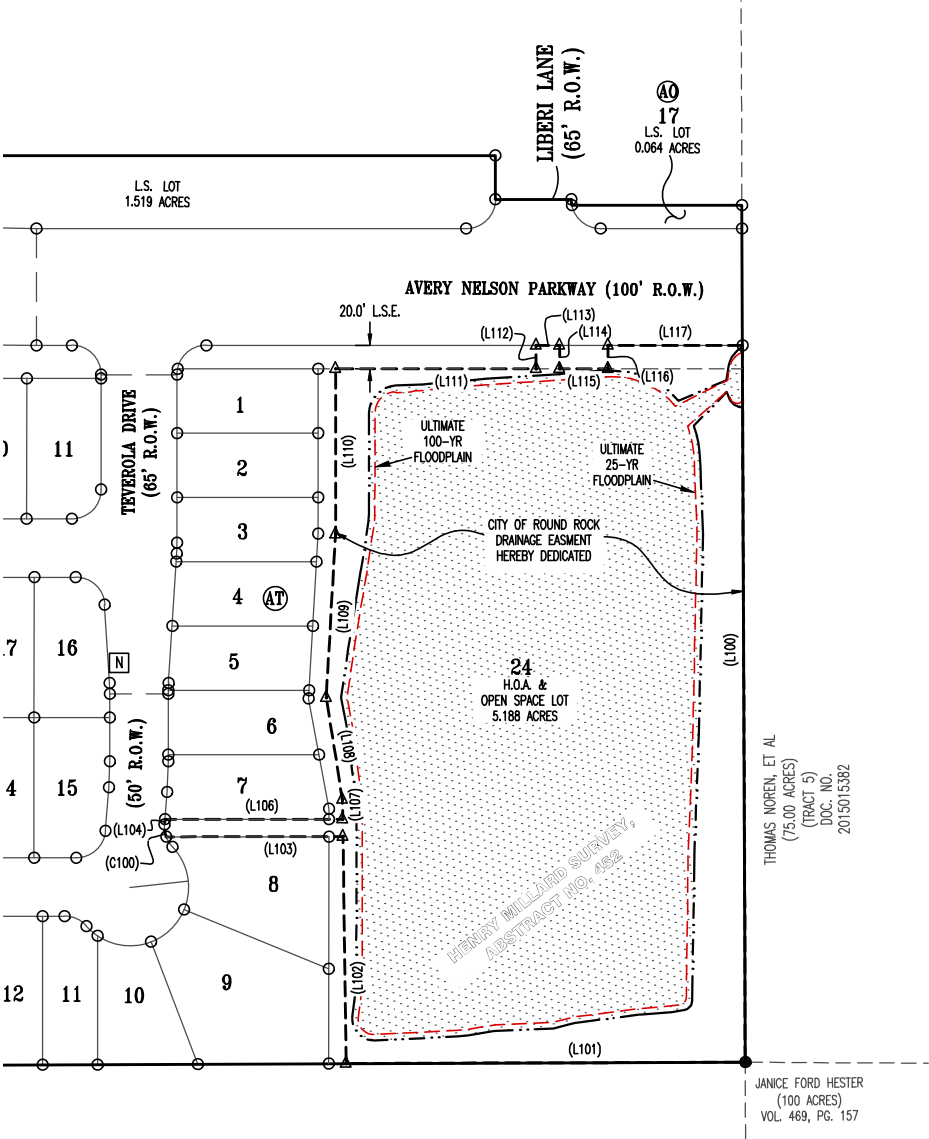 LIBERI LANE
(65' R.O.W.)
AO
17
L.S. LOT
0.064 ACRES
L.S. LOT
1.519 ACRES
AVERY NELSON PARKWAY (100' R.O.W.)
20.0' L.S.E.
(L112)
(L113)
(L114)
(L117)
(L111)
(L115)
(L116)
TEVEROLA DRIVE
(65' R.O.W.)
11
1
2
3
4
AT
5
6
7
(L110)
ULTIMATE
100-YR
FLOODPLAIN
ULTIMATE
25-YR
FLOODPLAIN
CITY OF ROUND ROCK
DRAINAGE EASMENT
HEREBY DEDICATED
(L109)
(L100)
16
N
24
H.O.A. &
OPEN SPACE LOT
5.188 ACRES
(L108)
(50' R.O.W.)
4
15
(L106)
(L107)
(L104)
(L103)
(C100)
8
HENRY MILLARD SURVEY,
ABSTRACT NO. 452
THOMAS NOREN, ET AL
(75.00 ACRES)
(TRACT 5)
DOC. NO.
2015015382
12
11
10
9
(L102)
(L101)
JANICE FORD HESTER
(100 ACRES)
VOL. 469, PG. 157